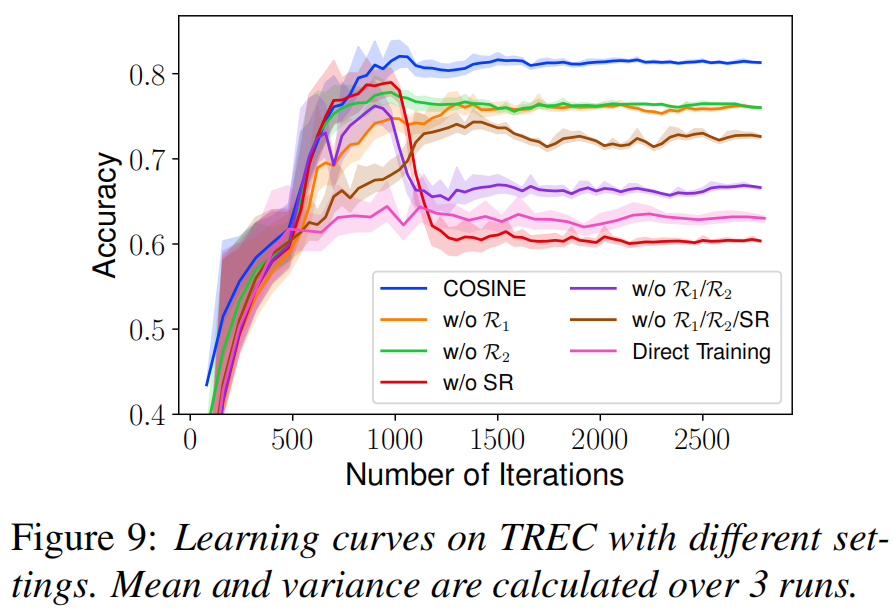 0.8
0.7
0.6
0.5
0.4
Accuracy
0
500
1000
1500
2000
2500
Number of Iterations
COSINE
w/o R₁
w/o R₂
w/o SR
w/o R₁/R₂
w/o R₁/R₂/SR
Direct Training
Figure 9: Learning curves on TREC with different set-
tings. Mean and variance are calculated over 3 runs.